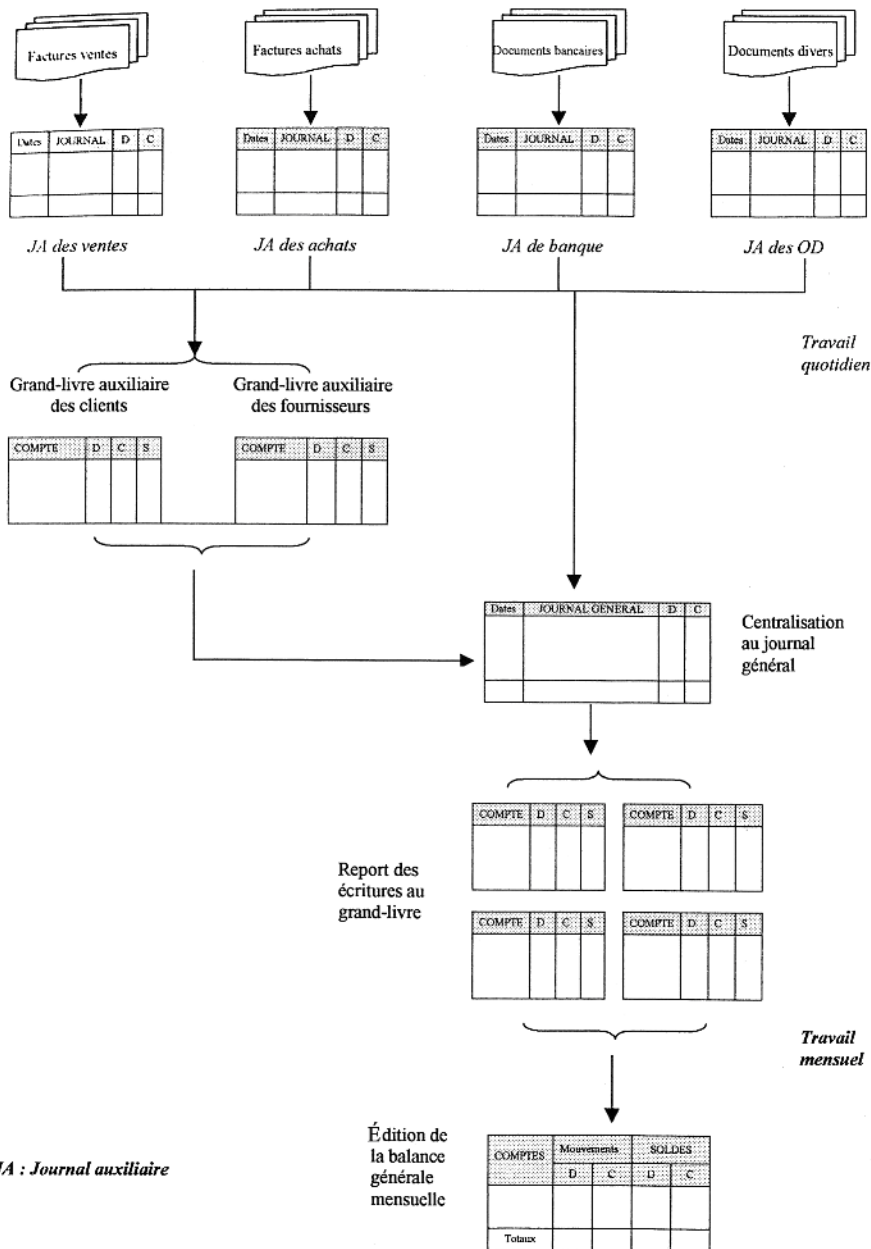 Factures ventes
Factures achats
Documents bancaires
Documents divers
Dates JOURNAL D C
Dates JOURNAL D C
Dates JOURNAL D C
Dates JOURNAL D C
JA des ventes
JA des achats
JA de banque
JA des OD
Travail
quotidien
Grand-livre auxiliaire
des clients
Grand-livre auxiliaire
des fournisseurs
COMPTE D C S
COMPTE D C S
Dates JOURNAL GENERAL D C
Centralisation
au journal
général
COMPTE D C S
COMPTE D C S
Report des
écritures au
grand-livre
COMPTE D C S
COMPTE D C S
Travail
mensuel
Édition de
la balance
générale
mensuelle
COMPTES Mouvements SOLDES
D C D C
Totaux
JA : Journal auxiliaire